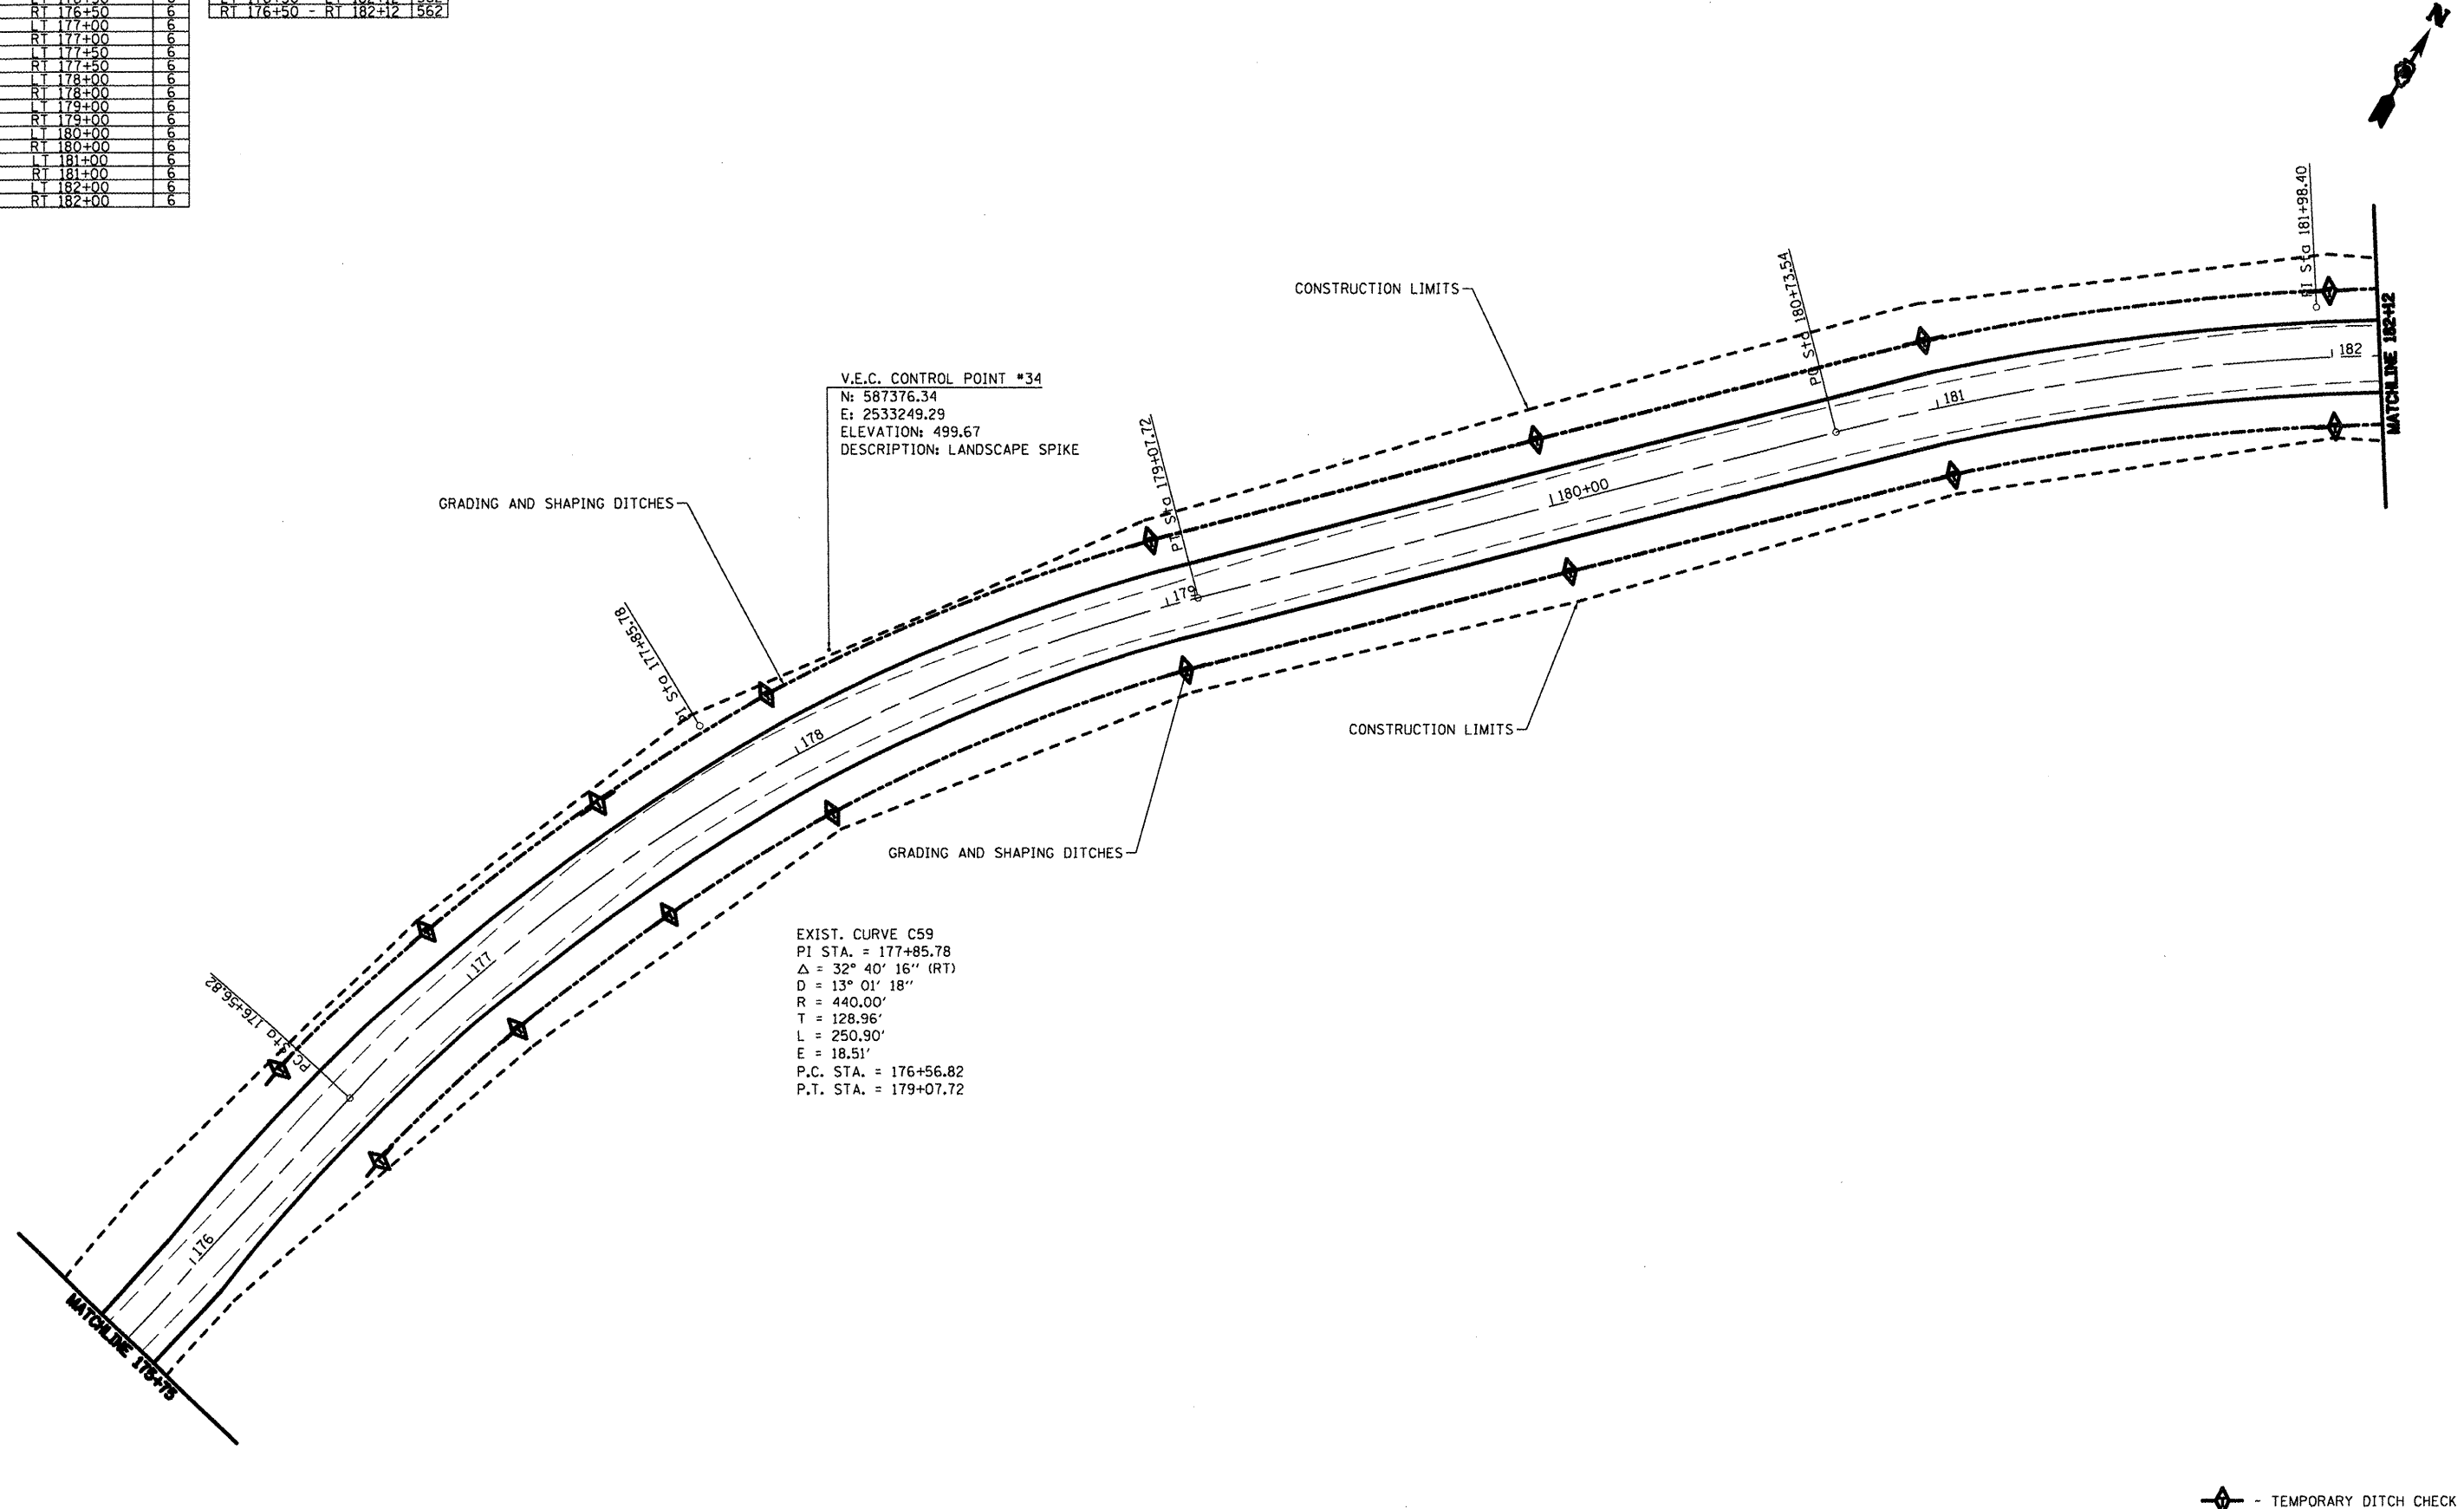 RT 176+50 6
LT 177+00 6
RT 177+00 6
LT 177+50 6
RT 177+50 6
LT 178+00 6
RT 178+00 6
LT 179+00 6
RT 179+00 6
LT 180+00 6
RT 180+00 6
LT 181+00 6
RT 181+00 6
LT 182+00 6
RT 182+00 6
RT 176+50 - RT 182+12 562
N
PI Sta 181+98.40
MATCHLINE 182+12
182
PC Sta 180+73.54
181
CONSTRUCTION LIMITS
V.E.C. CONTROL POINT #34
N: 587376.34
E: 2533249.29
ELEVATION: 499.67
DESCRIPTION: LANDSCAPE SPIKE
PT Sta 179+07.72
180+00
179
GRADING AND SHAPING DITCHES
PI Sta 177+85.78
178
CONSTRUCTION LIMITS
GRADING AND SHAPING DITCHES
177
PC Sta 176+56.82
EXIST. CURVE C59
PI STA. = 177+85.78
Δ = 32° 40' 16" (RT)
D = 13° 01' 18"
R = 440.00'
T = 128.96'
L = 250.90'
E = 18.51'
P.C. STA. = 176+56.82
P.T. STA. = 179+07.72
176
MATCHLINE 175+75
- TEMPORARY DITCH CHECK